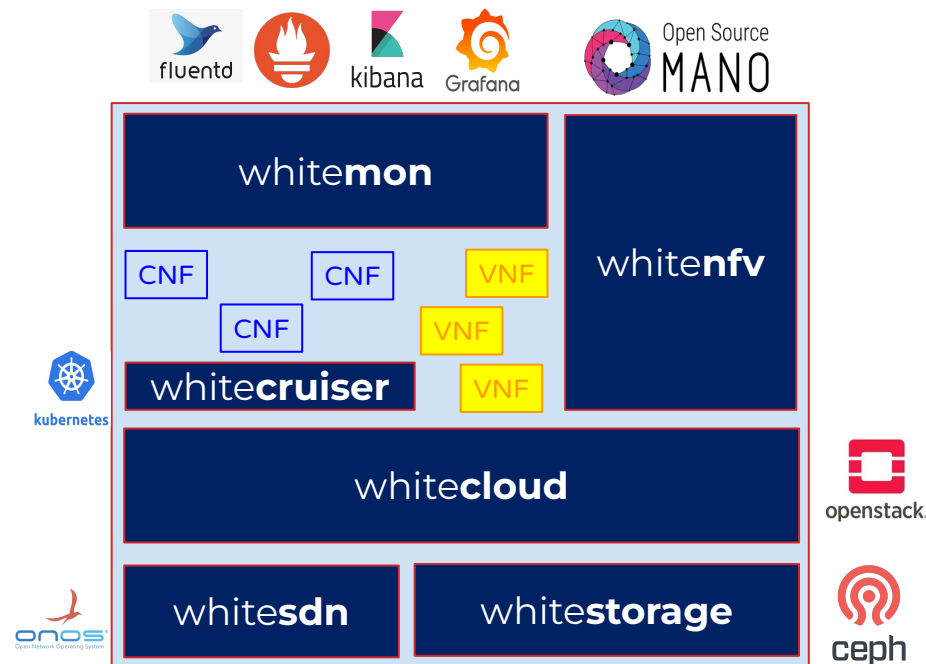 fluentd
kibana
Grafana
Open Source
MANO
whitemon
whitenfv
CNF
CNF
VNF
CNF
VNF
whitecruiser
VNF
kubernetes
whitecloud
openstack.
whitesdn
whitestorage
onos
Open Network Operating System
ceph